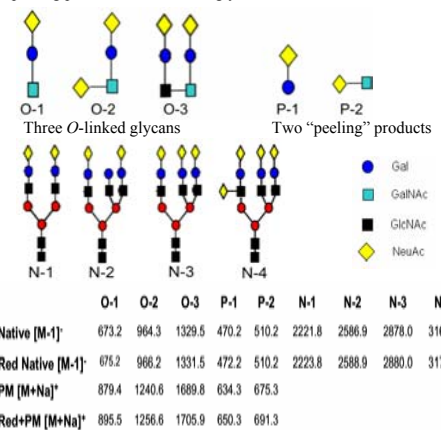 O-1 O-2 O-3 P-1 P-2
Three O-linked glycans Two “peeling” products
Gal
GalNAc
GlcNAc
NeuAc
N-1 N-2 N-3 N-4
O-1 O-2 O-3 P-1 P-2 N-1 N-2 N-3
Native [M-1]- 673.2 964.3 1329.5 470.2 510.2 2221.8 2586.9 2878.0
Red Native [M-1]- 675.2 966.2 1331.5 472.2 510.2 2223.8 2588.9 2880.0
PM [M+Na]+ 879.4 1240.6 1689.8 634.3 675.3
Red+PM [M+Na]+ 895.5 1256.6 1705.9 650.3 691.3